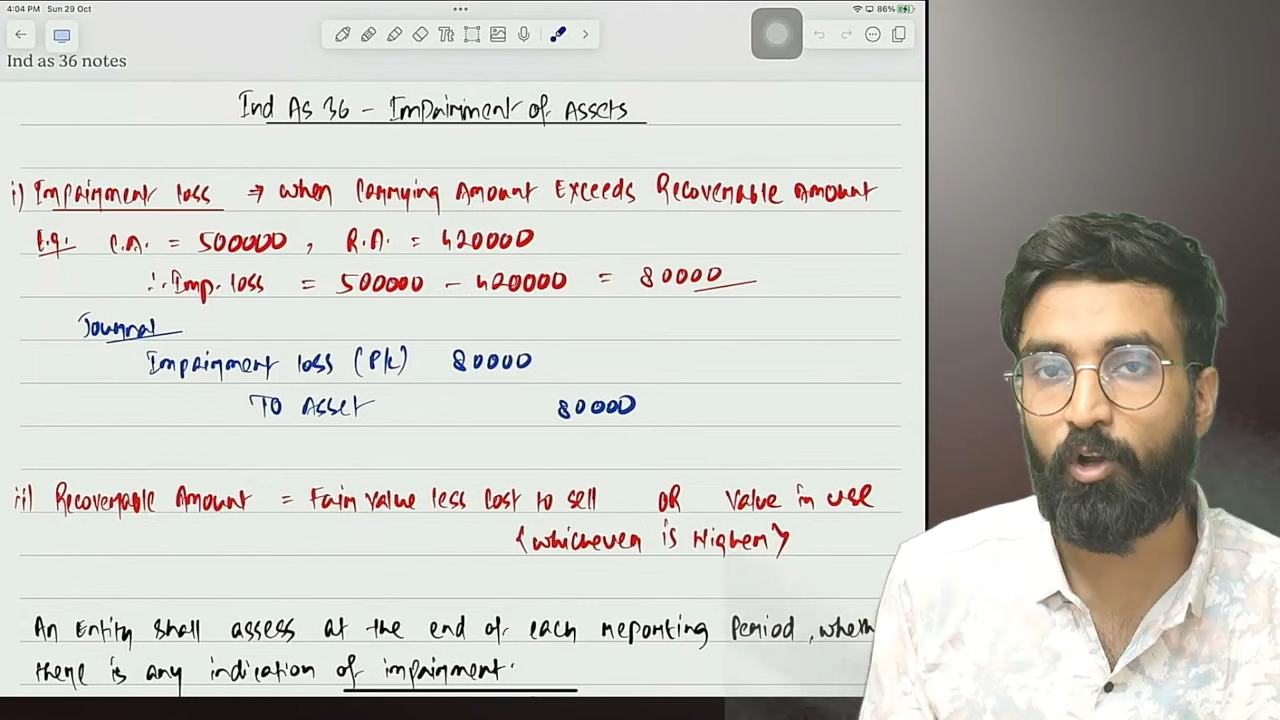 4:04 PM Sun 29 Oct
86%
Tt
Ind as 36 notes
Ind AS 36 - Impairment of Assets
i) Impairment loss ⇒ when Carrying Amount Exceeds Recoverable Amount
E.g. C.A. = 500000, R.A. = 420000
∴ Imp. loss = 500000 - 420000 = 80000
Journal
Impairment loss (P/L) 80000
To Asset 80000
ii) Recoverable Amount = Fair value less Cost to sell OR Value in use
{whichever is Higher}
An Entity shall assess at the end of each reporting Period, wheth
there is any indication of impairment.